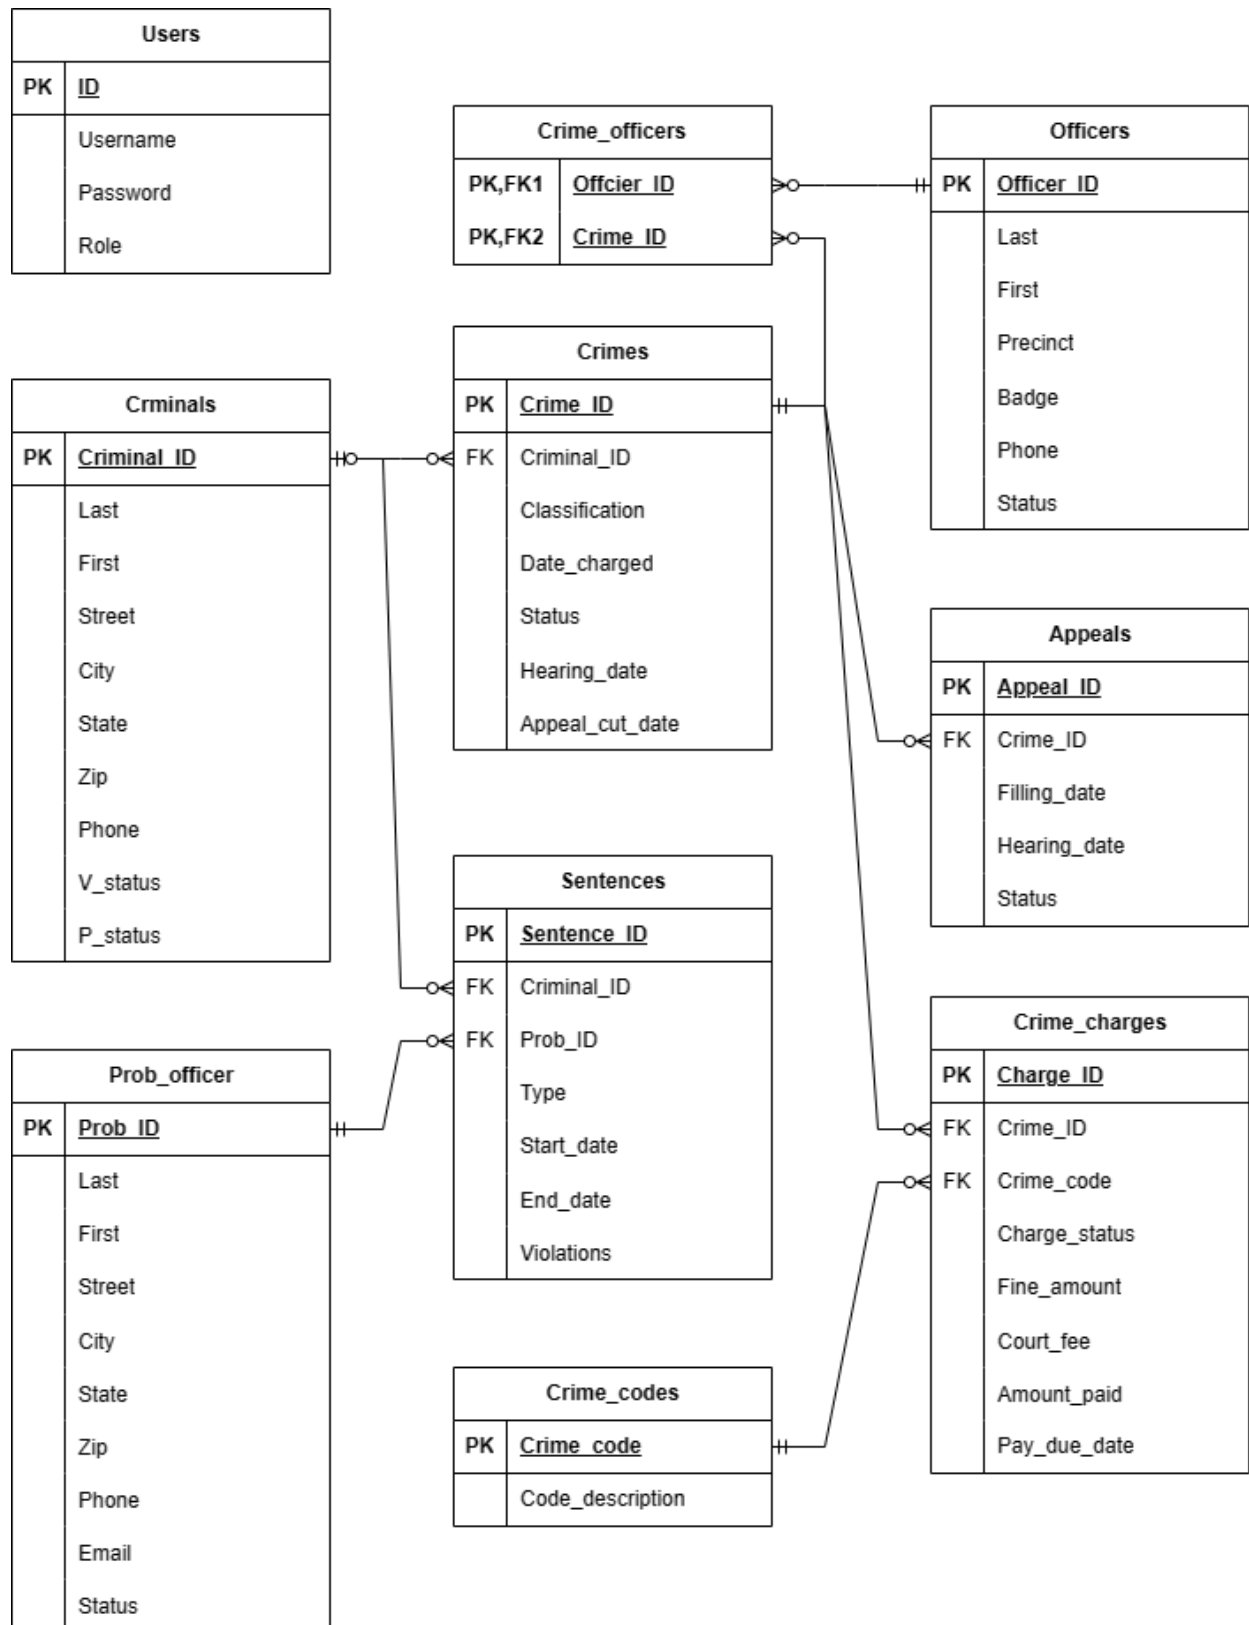 Users
PK ID
Username
Password
Role
Crime_officers
PK,FK1 Offcier_ID
PK,FK2 Crime_ID
Officers
PK Officer_ID
Last
First
Precinct
Badge
Phone
Status
Crimes
PK Crime_ID
FK Criminal_ID
Classification
Date_charged
Status
Hearing_date
Appeal_cut_date
Crminals
PK Criminal_ID
Last
First
Street
City
State
Zip
Phone
V_status
P_status
Appeals
PK Appeal_ID
FK Crime_ID
Filling_date
Hearing_date
Status
Sentences
PK Sentence_ID
FK Criminal_ID
FK Prob_ID
Type
Start_date
End_date
Violations
Crime_charges
PK Charge_ID
FK Crime_ID
FK Crime_code
Charge_status
Fine_amount
Court_fee
Amount_paid
Pay_due_date
Prob_officer
PK Prob_ID
Last
First
Street
City
State
Zip
Phone
Email
Status
Crime_codes
PK Crime_code
Code_description